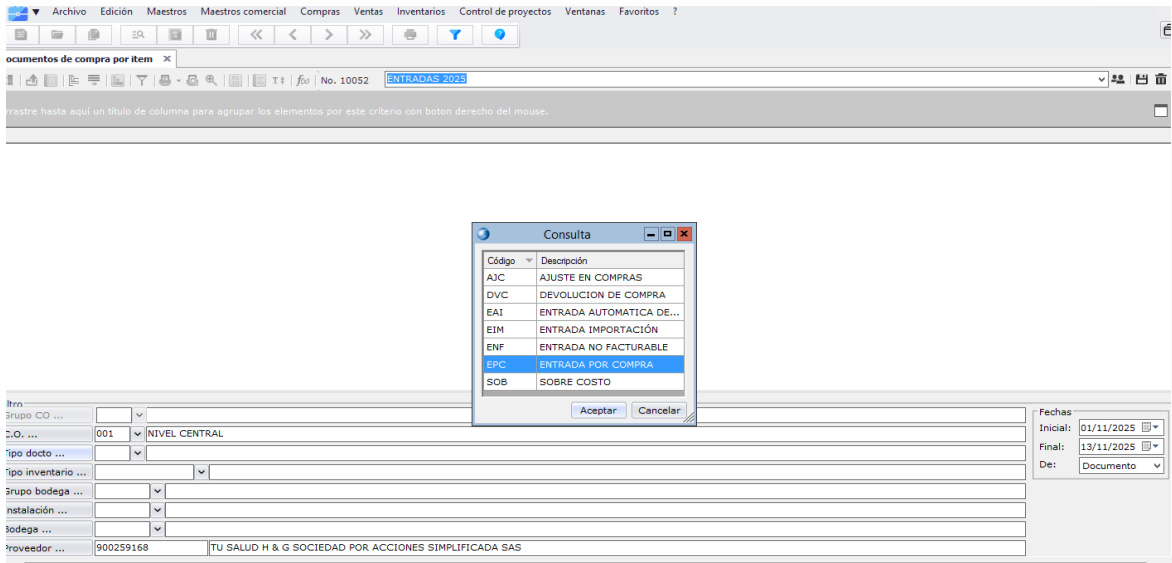 Archivo Edición Maestros Maestros comercial Compras Ventas Inventarios Control de proyectos Ventanas Favoritos ?
ocumentos de compra por item ×
No. 10052 ENTRADAS 2025
rrastre hasta aquí un título de columna para agrupar los elementos por este criterio con boton derecho del mouse.
Consulta
Código Descripción
AJC AJUSTE EN COMPRAS
DVC DEVOLUCION DE COMPRA
EAI ENTRADA AUTOMATICA DE...
EIM ENTRADA IMPORTACIÓN
ENF ENTRADA NO FACTURABLE
EPC ENTRADA POR COMPRA
SOB SOBRE COSTO
Aceptar Cancelar
ltro
Grupo CO ...
C.O. ... 001 NIVEL CENTRAL
Tipo docto ...
Tipo inventario ...
Grupo bodega ...
Instalación ...
Bodega ...
Proveedor ... 900259168 TU SALUD H & G SOCIEDAD POR ACCIONES SIMPLIFICADA SAS
Fechas
Inicial: 01/11/2025
Final: 13/11/2025
De: Documento